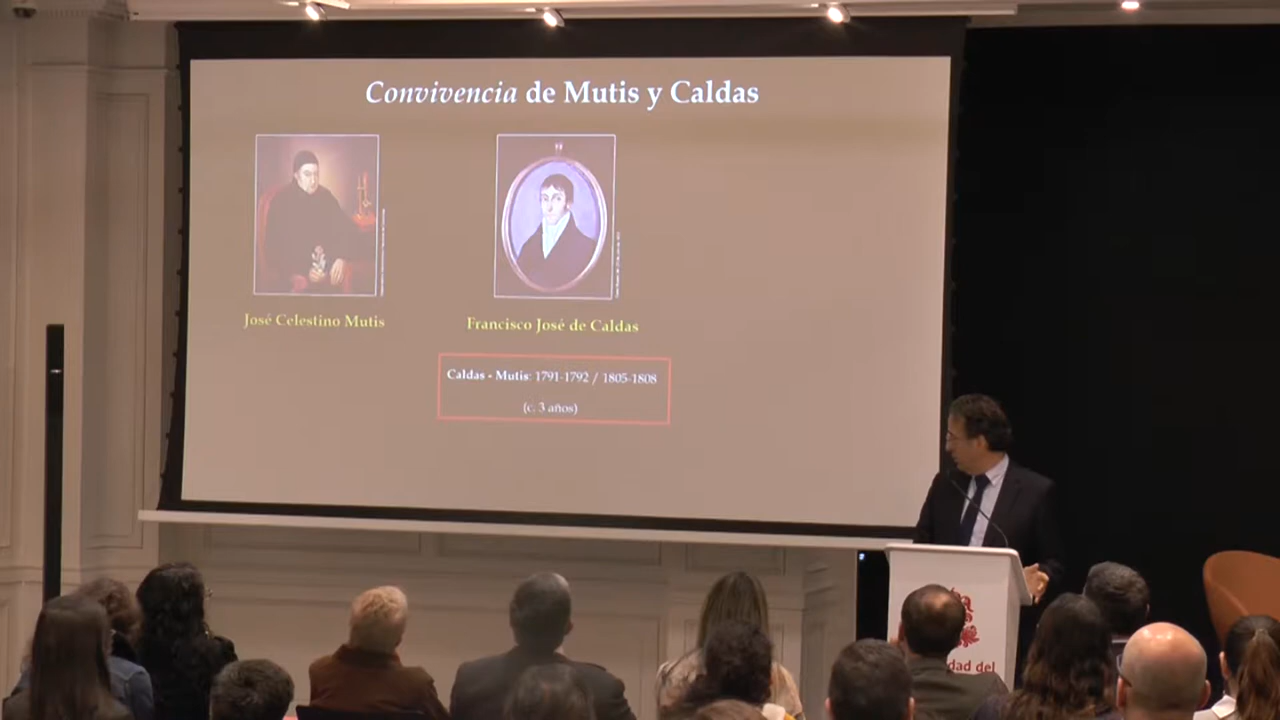 Convivencia de Mutis y Caldas
José Celestino Mutis
Francisco José de Caldas
Caldas - Mutis: 1791-1792 / 1805-1808
(c. 3 años)
dad del